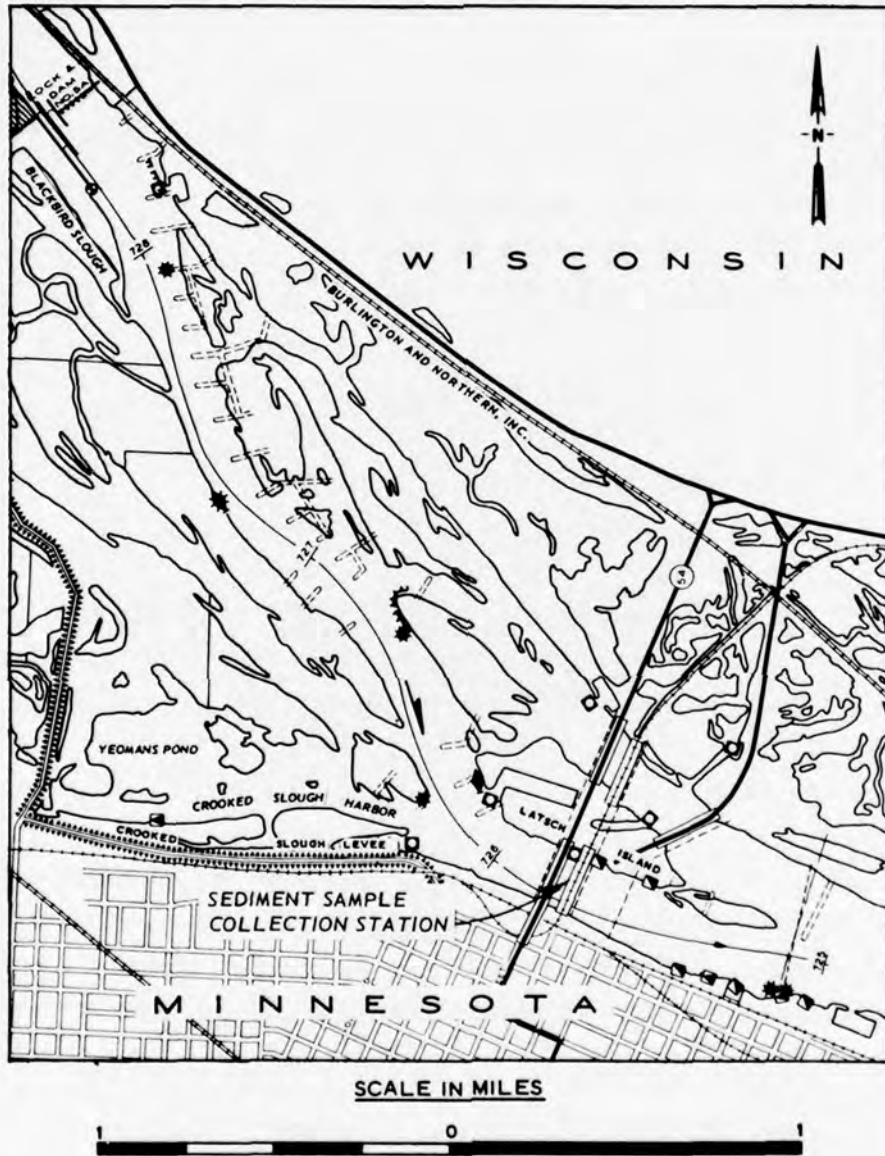 LOCK &
DAM
NO. 5A
N
BLACKBIRD SLOUGH
728
WISCONSIN
BURLINGTON AND NORTHERN, INC.
727
54
YEOMANS POND
CROOKED SLOUGH HARBOR
CROOKED SLOUGH LEVEE
LATSCH ISLAND
726
SEDIMENT SAMPLE
COLLECTION STATION
725
MINNESOTA
SCALE IN MILES
1 0 1